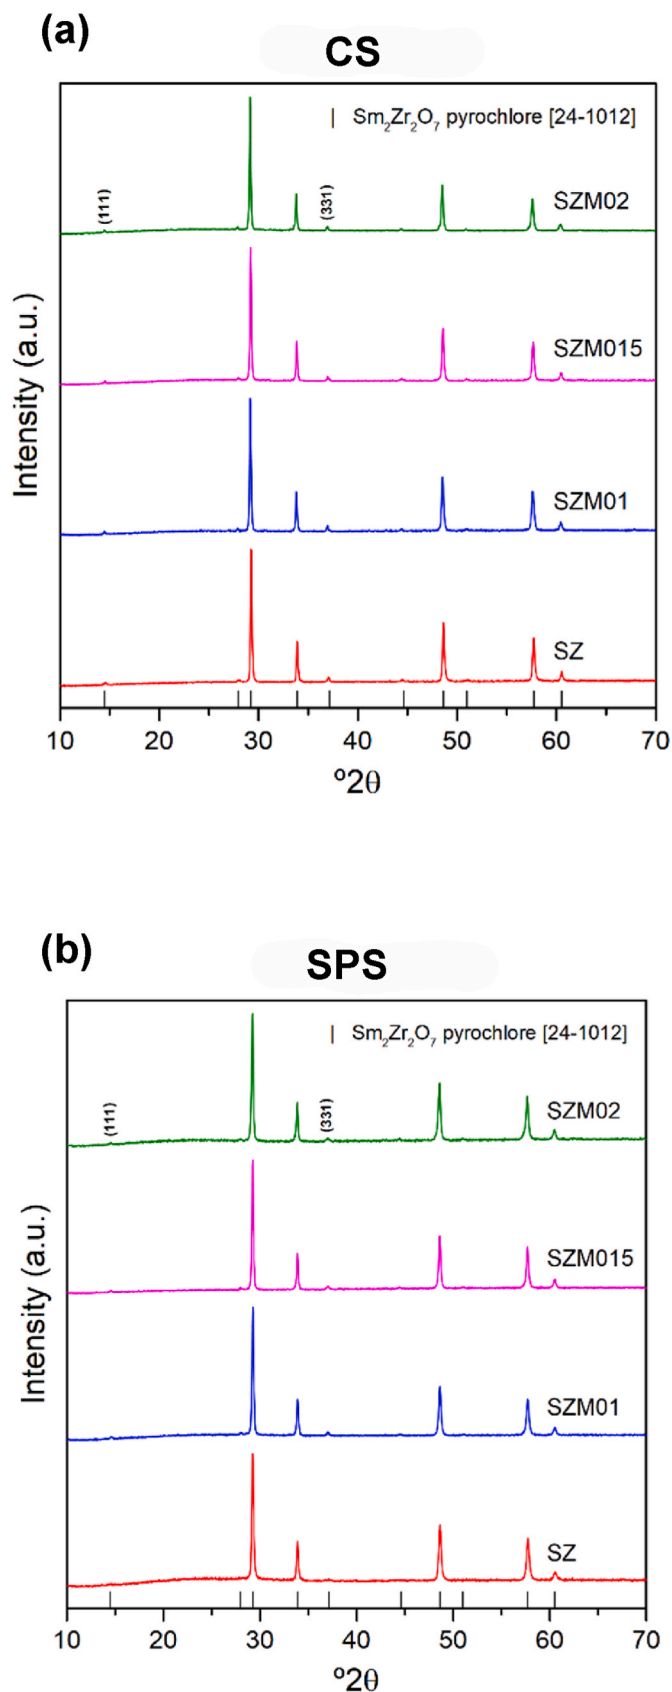 (a)
CS
| Sm₂Zr₂O₇ pyrochlore [24-1012]
(111)
(331)
SZM02
SZM015
SZM01
SZ
Intensity (a.u.)
10 20 30 40 50 60 70
º2θ
(b)
SPS
| Sm₂Zr₂O₇ pyrochlore [24-1012]
(111)
(331)
SZM02
SZM015
SZM01
SZ
Intensity (a.u.)
10 20 30 40 50 60 70
º2θ